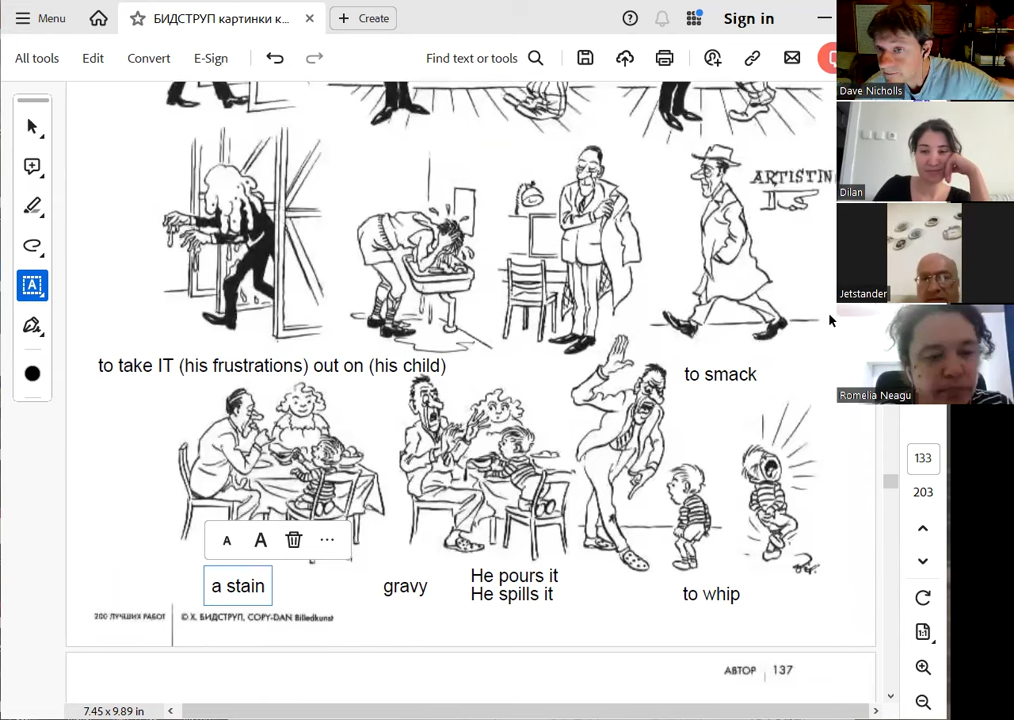 Menu
БИДСТРУП картинки к...
Create
Sign in
All tools
Edit
Convert
E-Sign
Find text or tools
Dave Nicholls
Dilan
Jetstander
Romelia Neagu
ARTISTIN
to take IT (his frustrations) out on (his child)
to smack
A
A
A
a stain
gravy
He pours it
He spills it
to whip
200 ЛУЧШИХ РАБОТ
© Х. БИДСТРУП, COPY-DAN Billedkunst
АВТОР 137
133
203
1:1
7.45 x 9.89 in